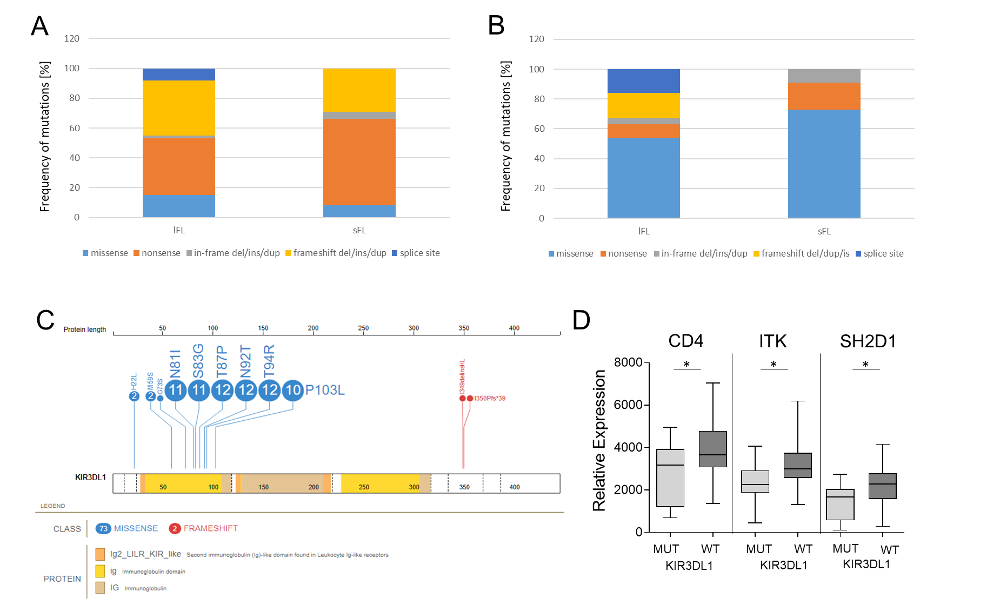 A
Frequency of mutations [%]
120
100
80
60
40
20
0
lFL sFL
missense nonsense in-frame del/ins/dup frameshift del/ins/dup splice site
B
Frequency of mutations [%]
120
100
80
60
40
20
0
lFL sFL
missense nonsense in-frame del/ins/dup frameshift del/dup/is splice site
C
Protein length 50 100 150 200 250 300 350 400
H22L M59S G73S N81I S83G T87P N92T T94R P103L I349delinsKL I350Pfs*39
2 2 11 11 12 12 12 10
KIR3DL1 50 100 150 200 250 300 350 400
LEGEND
CLASS 73 MISSENSE 2 FRAMESHIFT
PROTEIN
Ig2_LILR_KIR_like Second immunoglobulin (Ig)-like domain found in Leukocyte Ig-like receptors
ig Immunoglobulin domain
IG Immunoglobulin
D
CD4 ITK SH2D1
* * *
Relative Expression
8000
6000
4000
2000
0
MUT WT MUT WT MUT WT
KIR3DL1 KIR3DL1 KIR3DL1